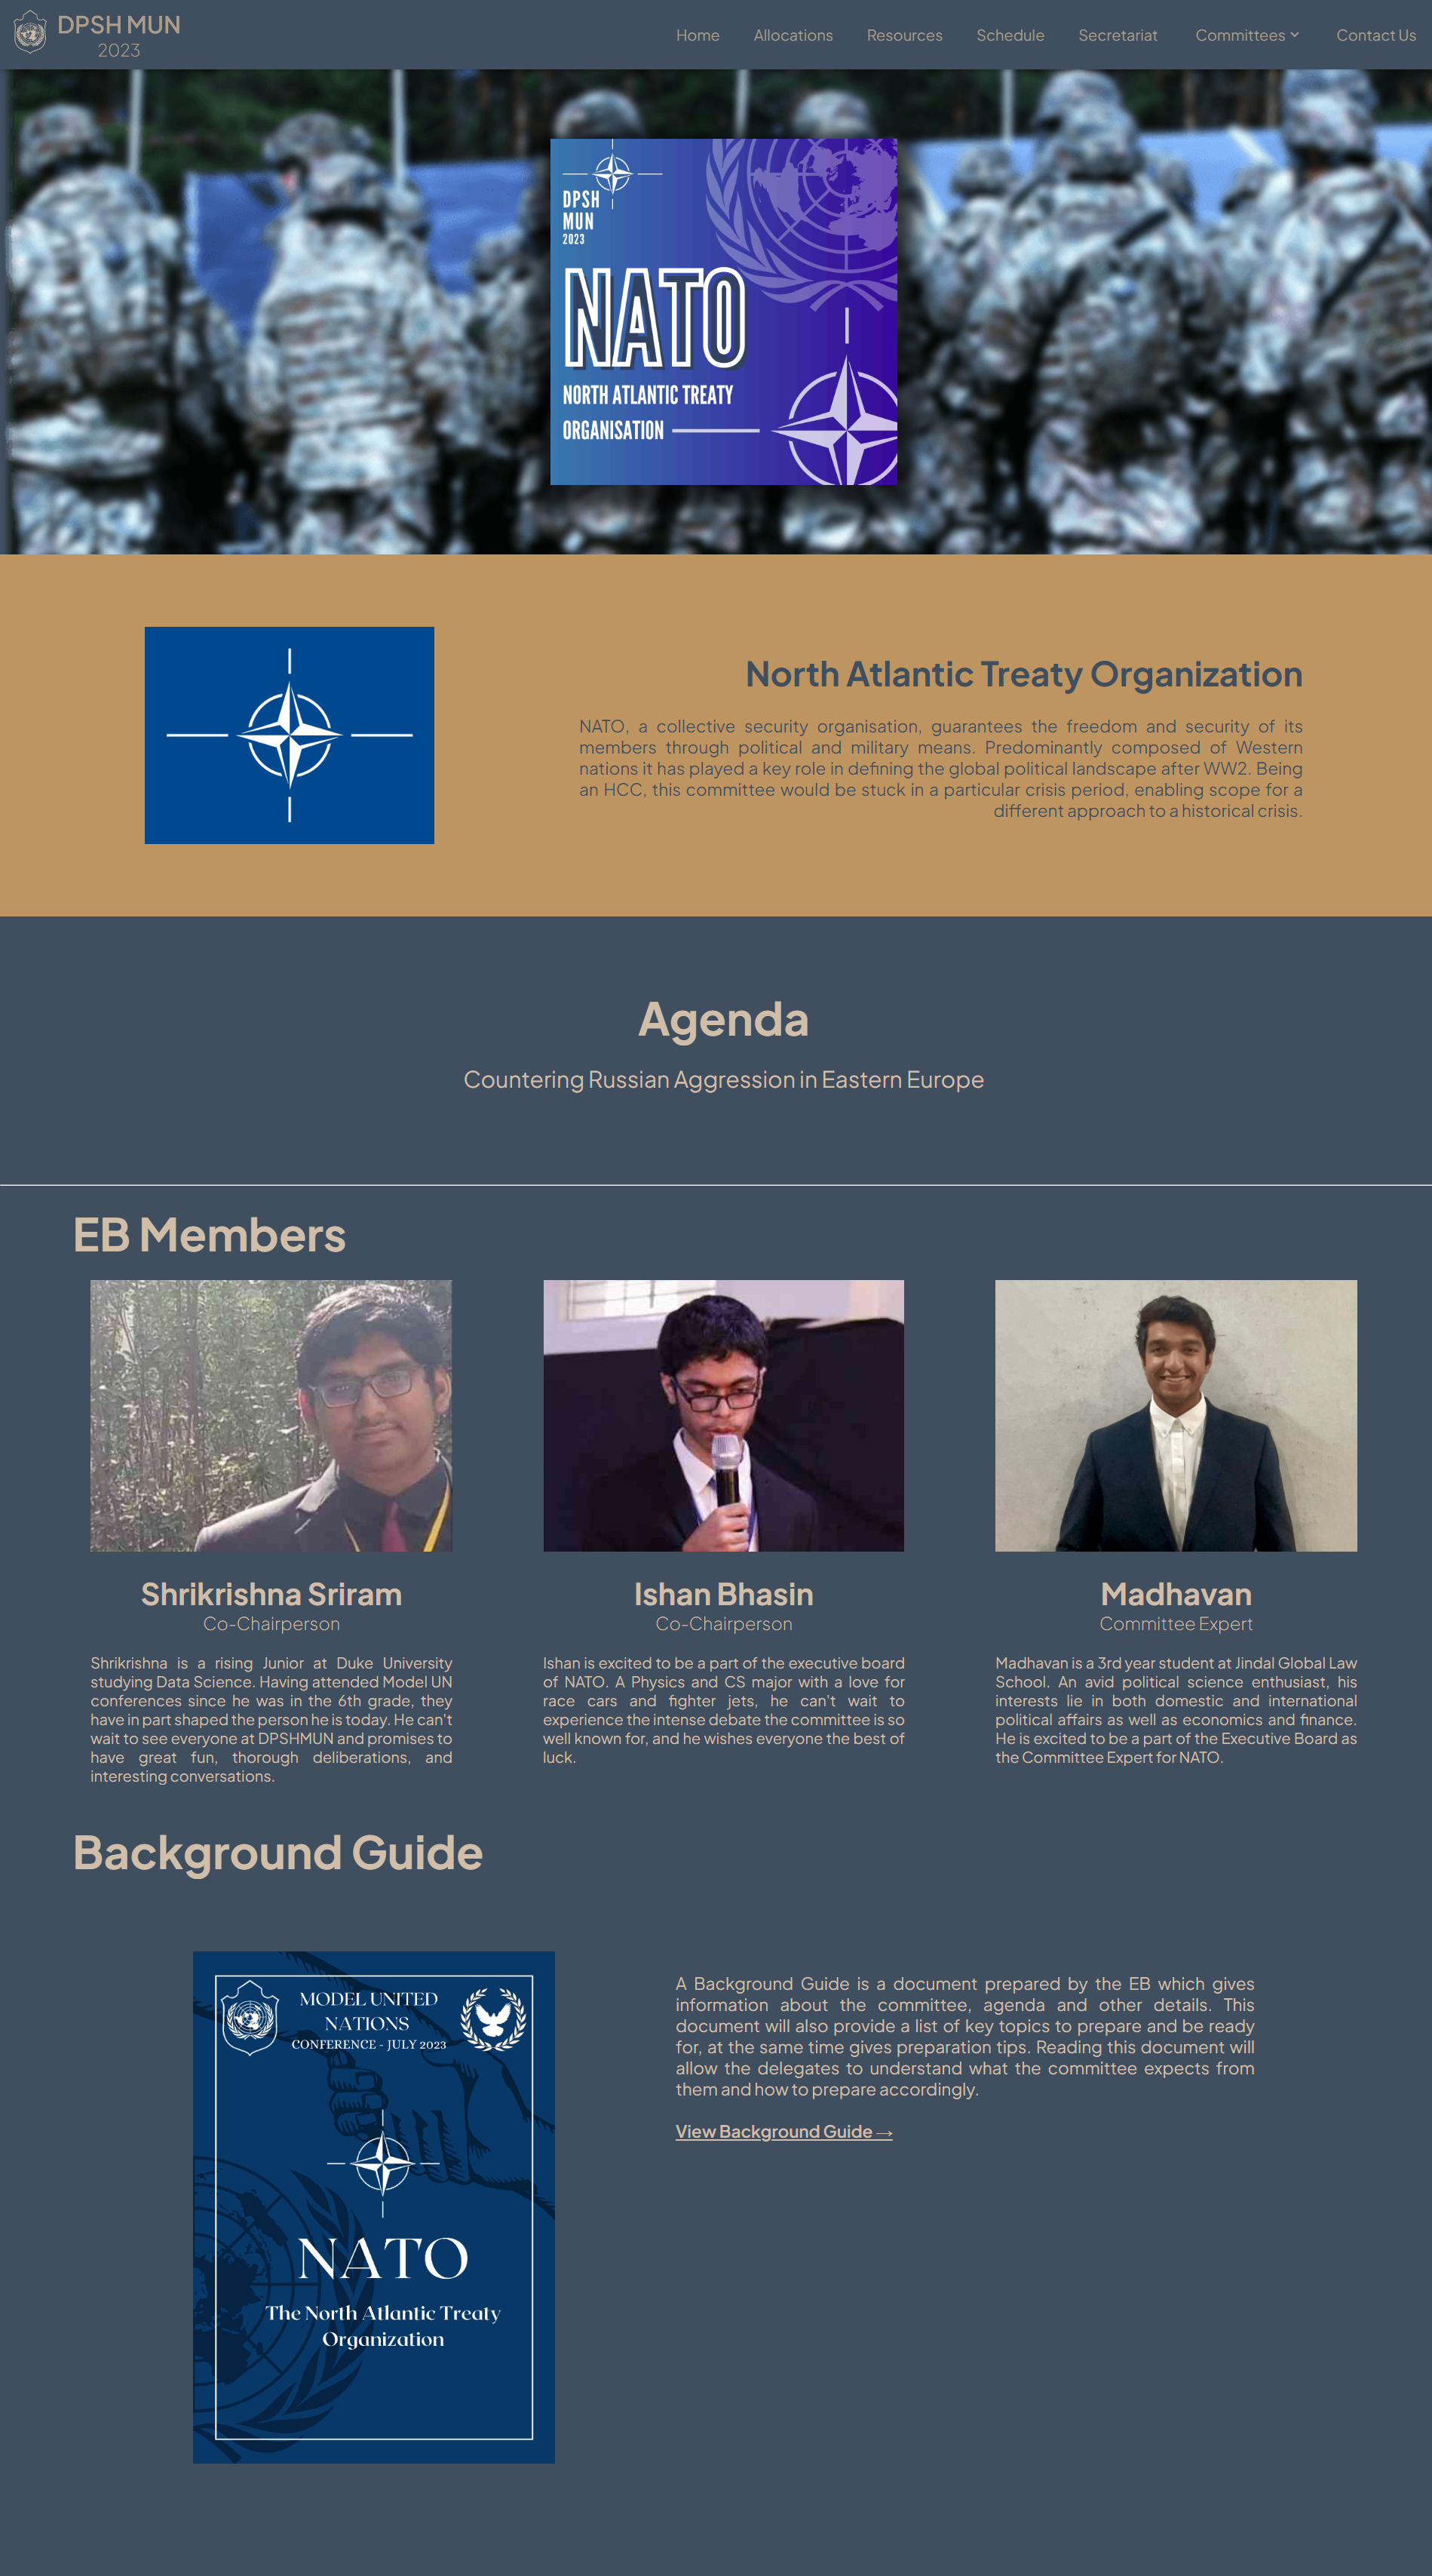 DPSH MUN
2023
Home Allocations Resources Schedule Secretariat Committees Contact Us
DPSH
MUN
2023
NATO
NORTH ATLANTIC TREATY
ORGANISATION
North Atlantic Treaty Organization
NATO, a collective security organisation, guarantees the freedom and security of its
members through political and military means. Predominantly composed of Western
nations it has played a key role in defining the global political landscape after WW2. Being
an HCC, this committee would be stuck in a particular crisis period, enabling scope for a
different approach to a historical crisis.
Agenda
Countering Russian Aggression in Eastern Europe
EB Members
Shrikrishna Sriram
Co-Chairperson
Shrikrishna is a rising Junior at Duke University
studying Data Science. Having attended Model UN
conferences since he was in the 6th grade, they
have in part shaped the person he is today. He can't
wait to see everyone at DPSHMUN and promises to
have great fun, thorough deliberations, and
interesting conversations.
Ishan Bhasin
Co-Chairperson
Ishan is excited to be a part of the executive board
of NATO. A Physics and CS major with a love for
race cars and fighter jets, he can't wait to
experience the intense debate the committee is so
well known for, and he wishes everyone the best of
luck.
Madhavan
Committee Expert
Madhavan is a 3rd year student at Jindal Global Law
School. An avid political science enthusiast, his
interests lie in both domestic and international
political affairs as well as economics and finance.
He is excited to be a part of the Executive Board as
the Committee Expert for NATO.
Background Guide
MODEL UNITED
NATIONS
CONFERENCE - JULY 2023
NATO
The North Atlantic Treaty
Organization
A Background Guide is a document prepared by the EB which gives
information about the committee, agenda and other details. This
document will also provide a list of key topics to prepare and be ready
for, at the same time gives preparation tips. Reading this document will
allow the delegates to understand what the committee expects from
them and how to prepare accordingly.
View Background Guide →